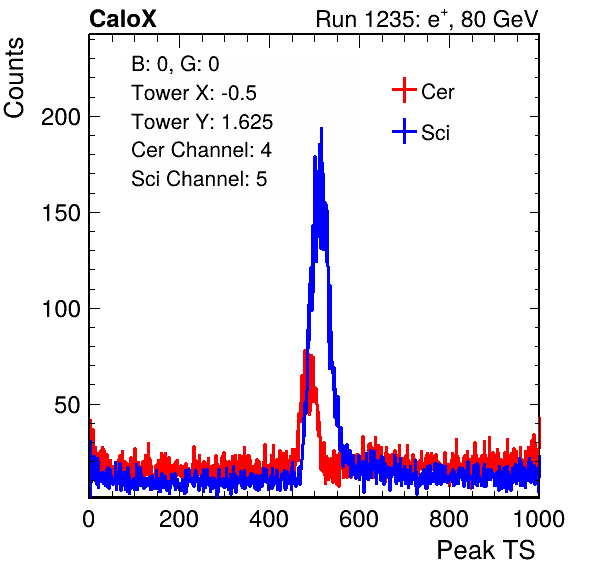 CaloX Run 1235: e⁺, 80 GeV
Counts
B: 0, G: 0
Tower X: -0.5
Tower Y: 1.625
Cer Channel: 4
Sci Channel: 5
Cer
Sci
200
150
100
50
0 200 400 600 800 1000
Peak TS